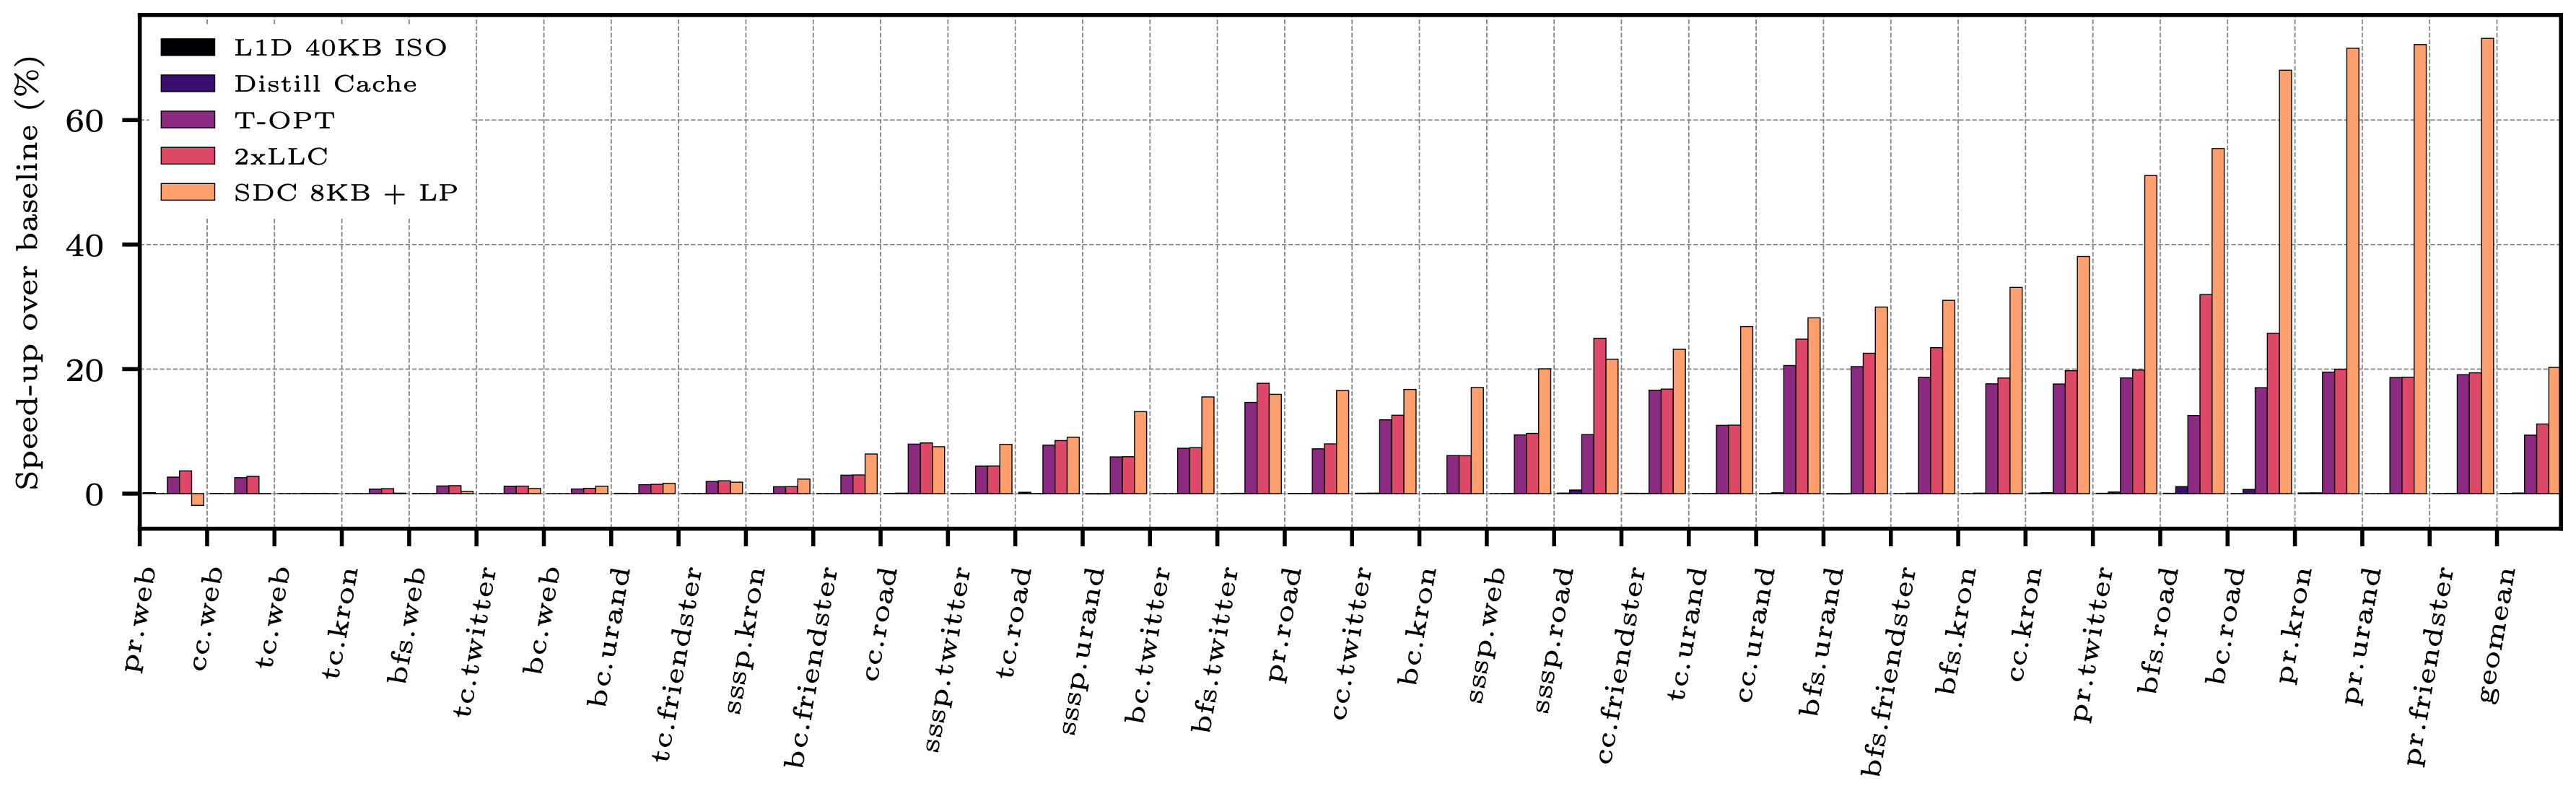 Speed-up over baseline (%)
60
40
20
0
L1D 40KB ISO
Distill Cache
T-OPT
2xLLC
SDC 8KB + LP
pr.web
cc.web
tc.web
tc.kron
bfs.web
tc.twitter
bc.web
bc.urand
tc.friendster
sssp.kron
bc.friendster
cc.road
sssp.twitter
tc.road
sssp.urand
bc.twitter
bfs.twitter
pr.road
cc.twitter
bc.kron
sssp.web
sssp.road
cc.friendster
tc.urand
cc.urand
bfs.urand
bfs.friendster
bfs.kron
cc.kron
pr.twitter
bfs.road
bc.road
pr.kron
pr.urand
pr.friendster
geomean